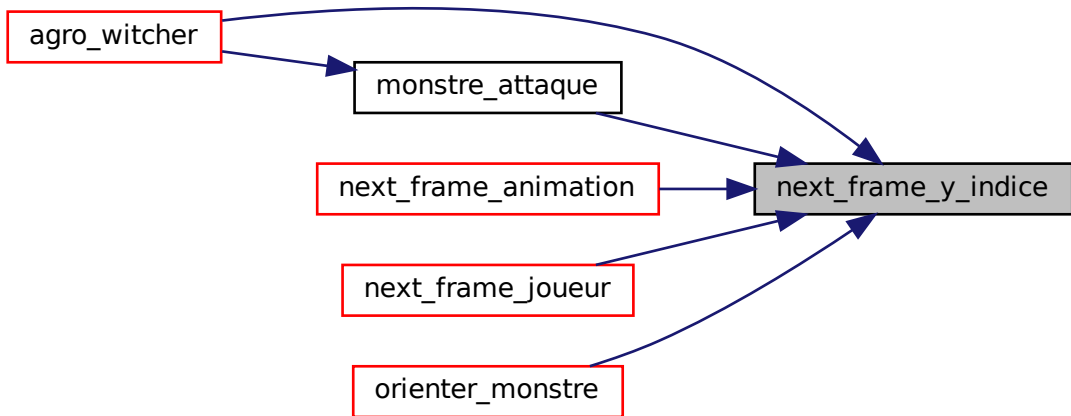 agro_witcher
monstre_attaque
next_frame_animation
next_frame_y_indice
next_frame_joueur
orienter_monstre